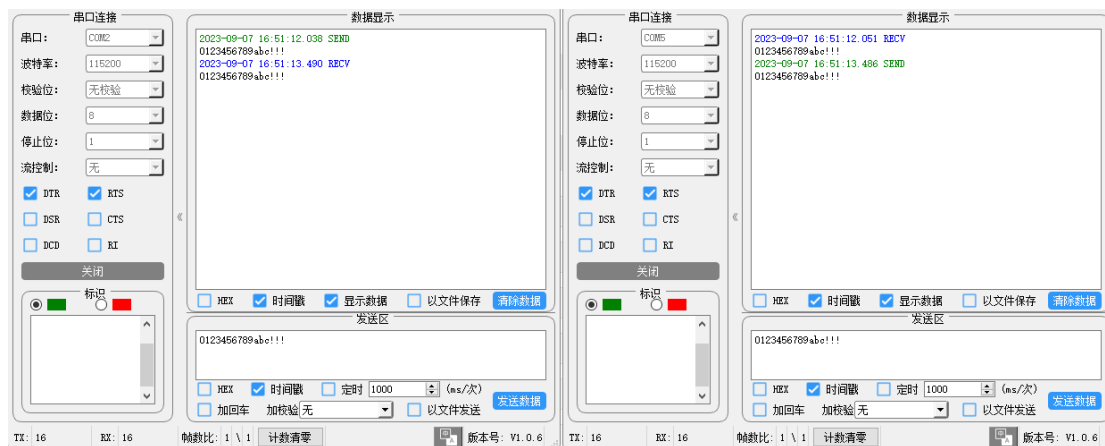 串口连接
串口: COM2
波特率: 115200
校验位: 无校验
数据位: 8
停止位: 1
流控制: 无
DTR RTS
DSR CTS
DCD RI
关闭
标识
数据显示
2023-09-07 16:51:12.038 SEND
0123456789abc!!!
2023-09-07 16:51:13.490 RECV
0123456789abc!!!
HEX 时间戳 显示数据 以文件保存 清除数据
发送区
0123456789abc!!!
HEX 时间戳 定时 1000 (ms/次)
加回车 加校验 无 以文件发送 发送数据
TX: 16 RX: 16 帧数比: 1 \ 1 计数清零 版本号: V1.0.6
串口连接
串口: COM5
波特率: 115200
校验位: 无校验
数据位: 8
停止位: 1
流控制: 无
DTR RTS
DSR CTS
DCD RI
关闭
标识
数据显示
2023-09-07 16:51:12.051 RECV
0123456789abc!!!
2023-09-07 16:51:13.486 SEND
0123456789abc!!!
HEX 时间戳 显示数据 以文件保存 清除数据
发送区
0123456789abc!!!
HEX 时间戳 定时 1000 (ms/次)
加回车 加校验 无 以文件发送 发送数据
TX: 16 RX: 16 帧数比: 1 \ 1 计数清零 版本号: V1.0.6